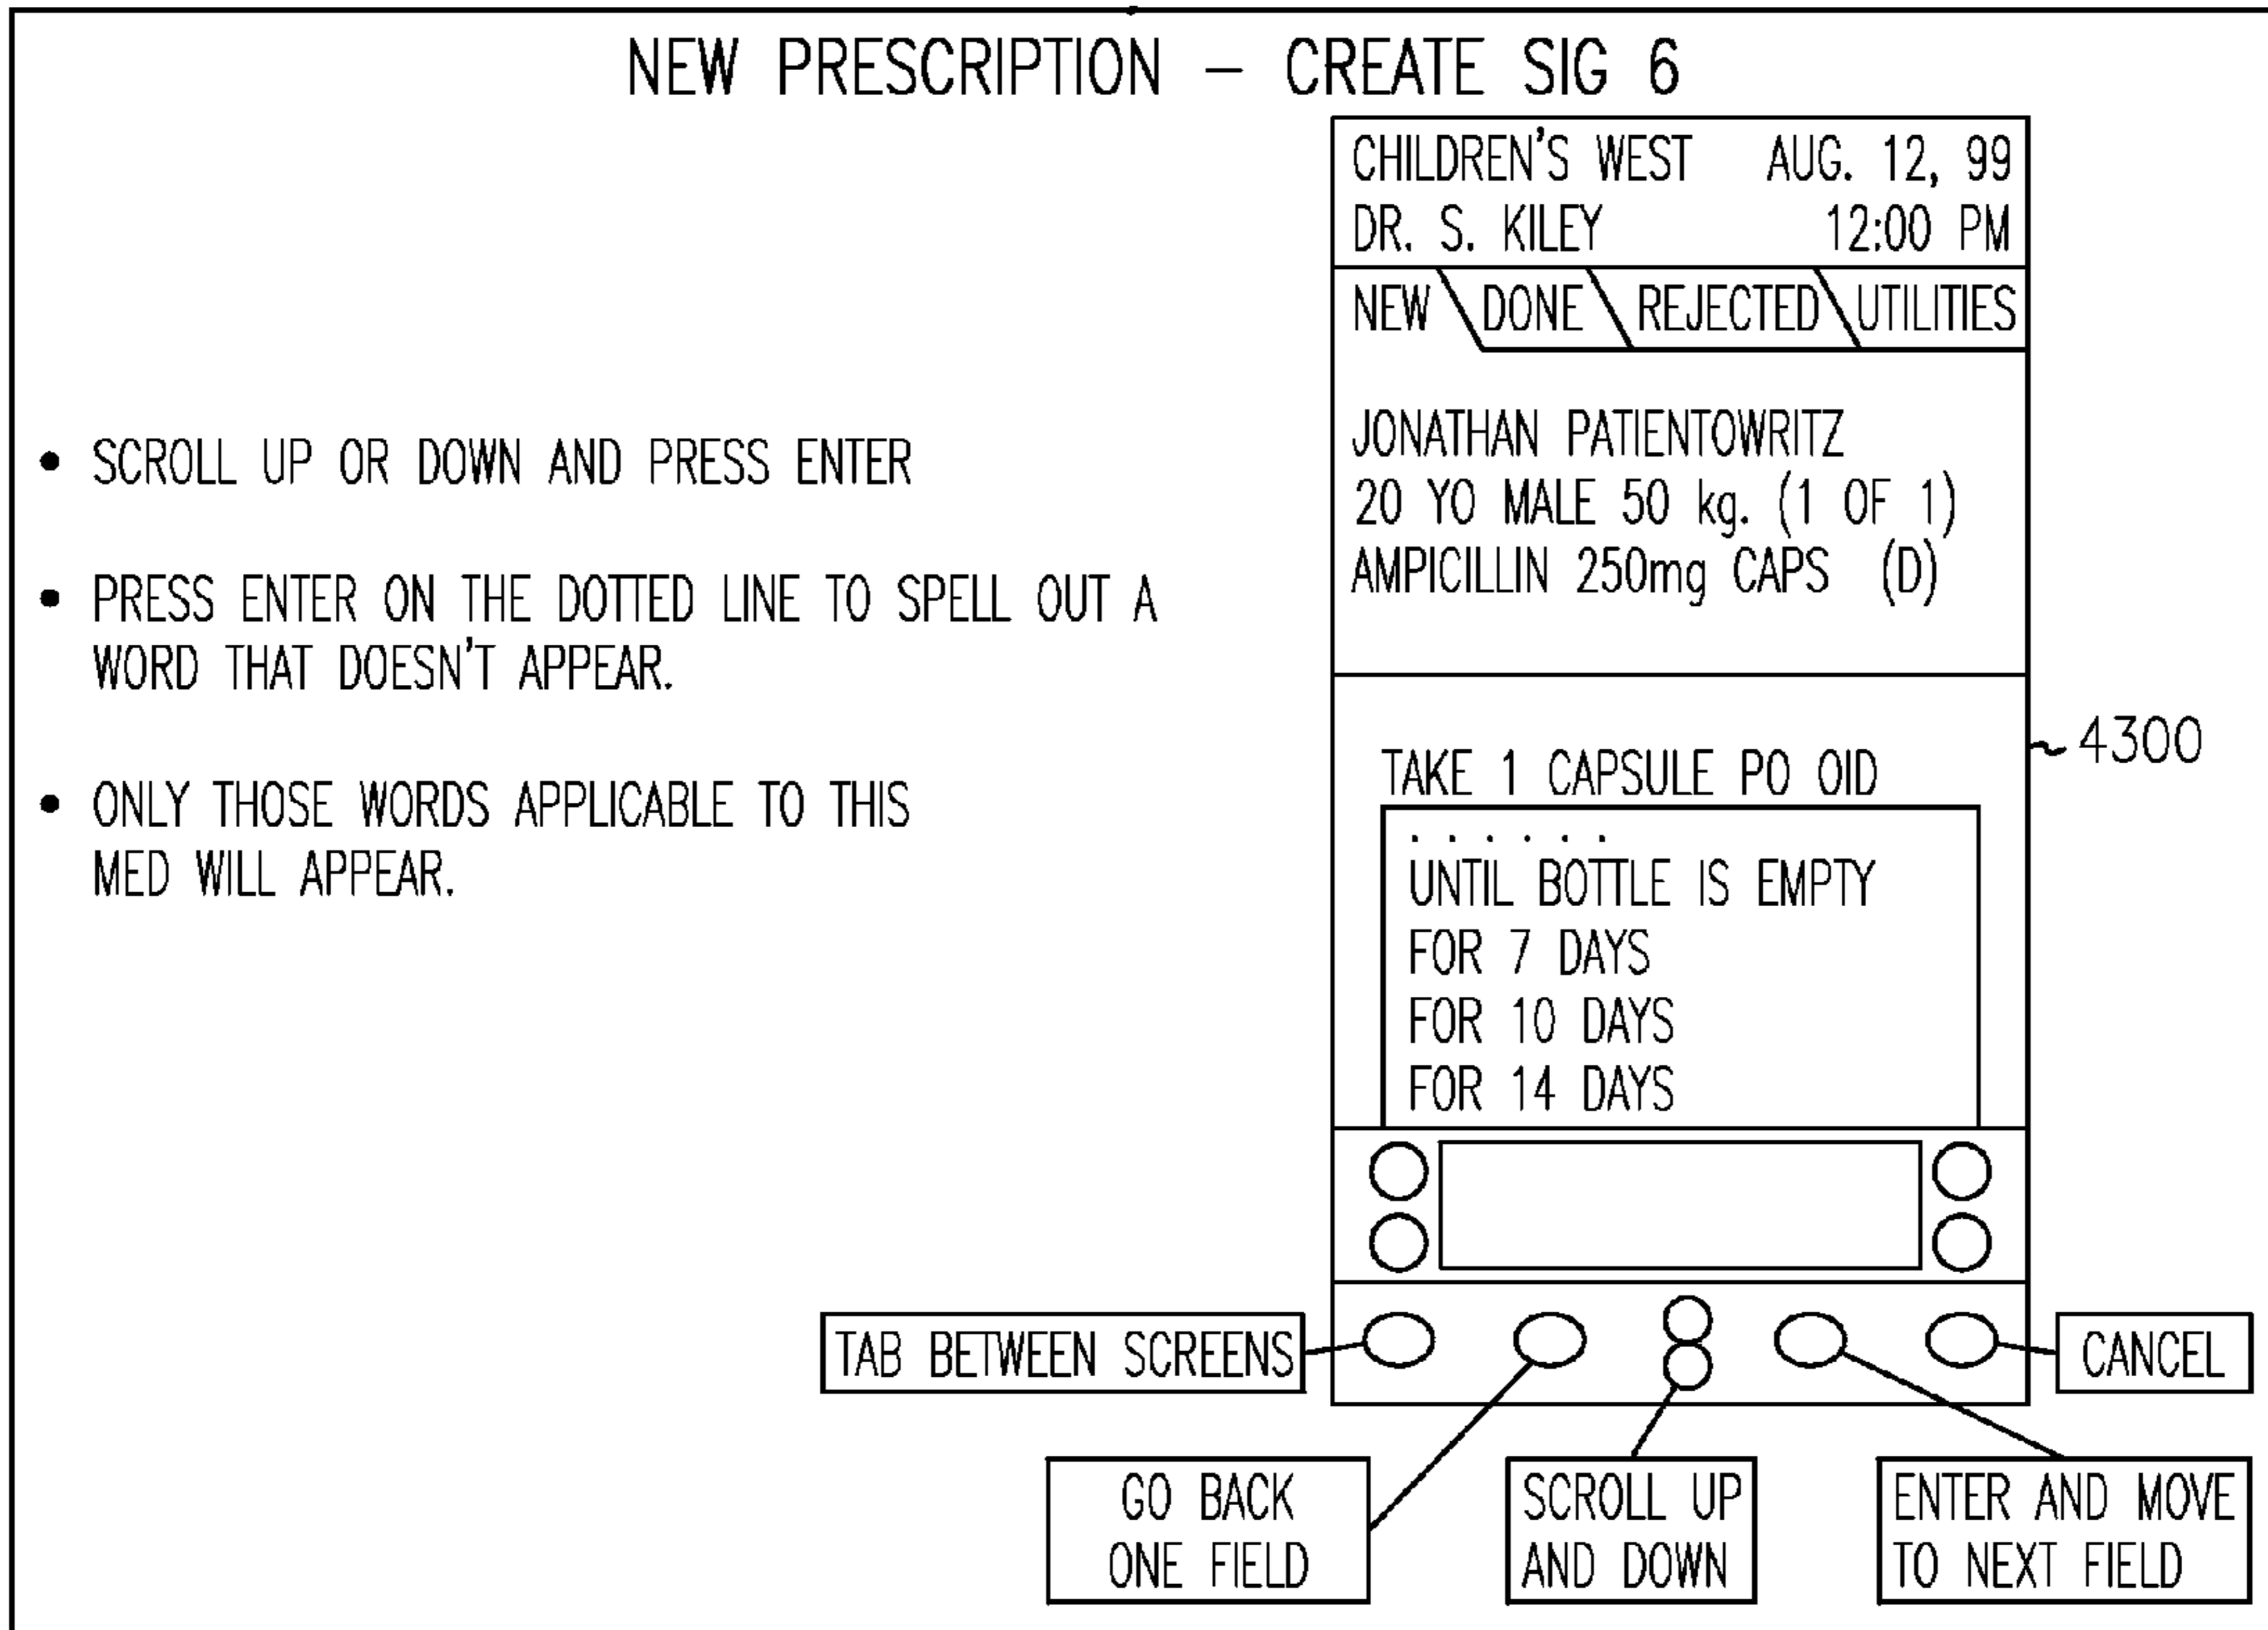 NEW PRESCRIPTION – CREATE SIG 6
• SCROLL UP OR DOWN AND PRESS ENTER
• PRESS ENTER ON THE DOTTED LINE TO SPELL OUT A
WORD THAT DOESN'T APPEAR.
• ONLY THOSE WORDS APPLICABLE TO THIS
MED WILL APPEAR.
CHILDREN'S WEST AUG. 12, 99
DR. S. KILEY 12:00 PM
NEW DONE REJECTED UTILITIES
JONATHAN PATIENTOWRITZ
20 YO MALE 50 kg. (1 OF 1)
AMPICILLIN 250mg CAPS (D)
4300
TAKE 1 CAPSULE PO OID
. . . . . .
UNTIL BOTTLE IS EMPTY
FOR 7 DAYS
FOR 10 DAYS
FOR 14 DAYS
TAB BETWEEN SCREENS
CANCEL
GO BACK
ONE FIELD
SCROLL UP
AND DOWN
ENTER AND MOVE
TO NEXT FIELD